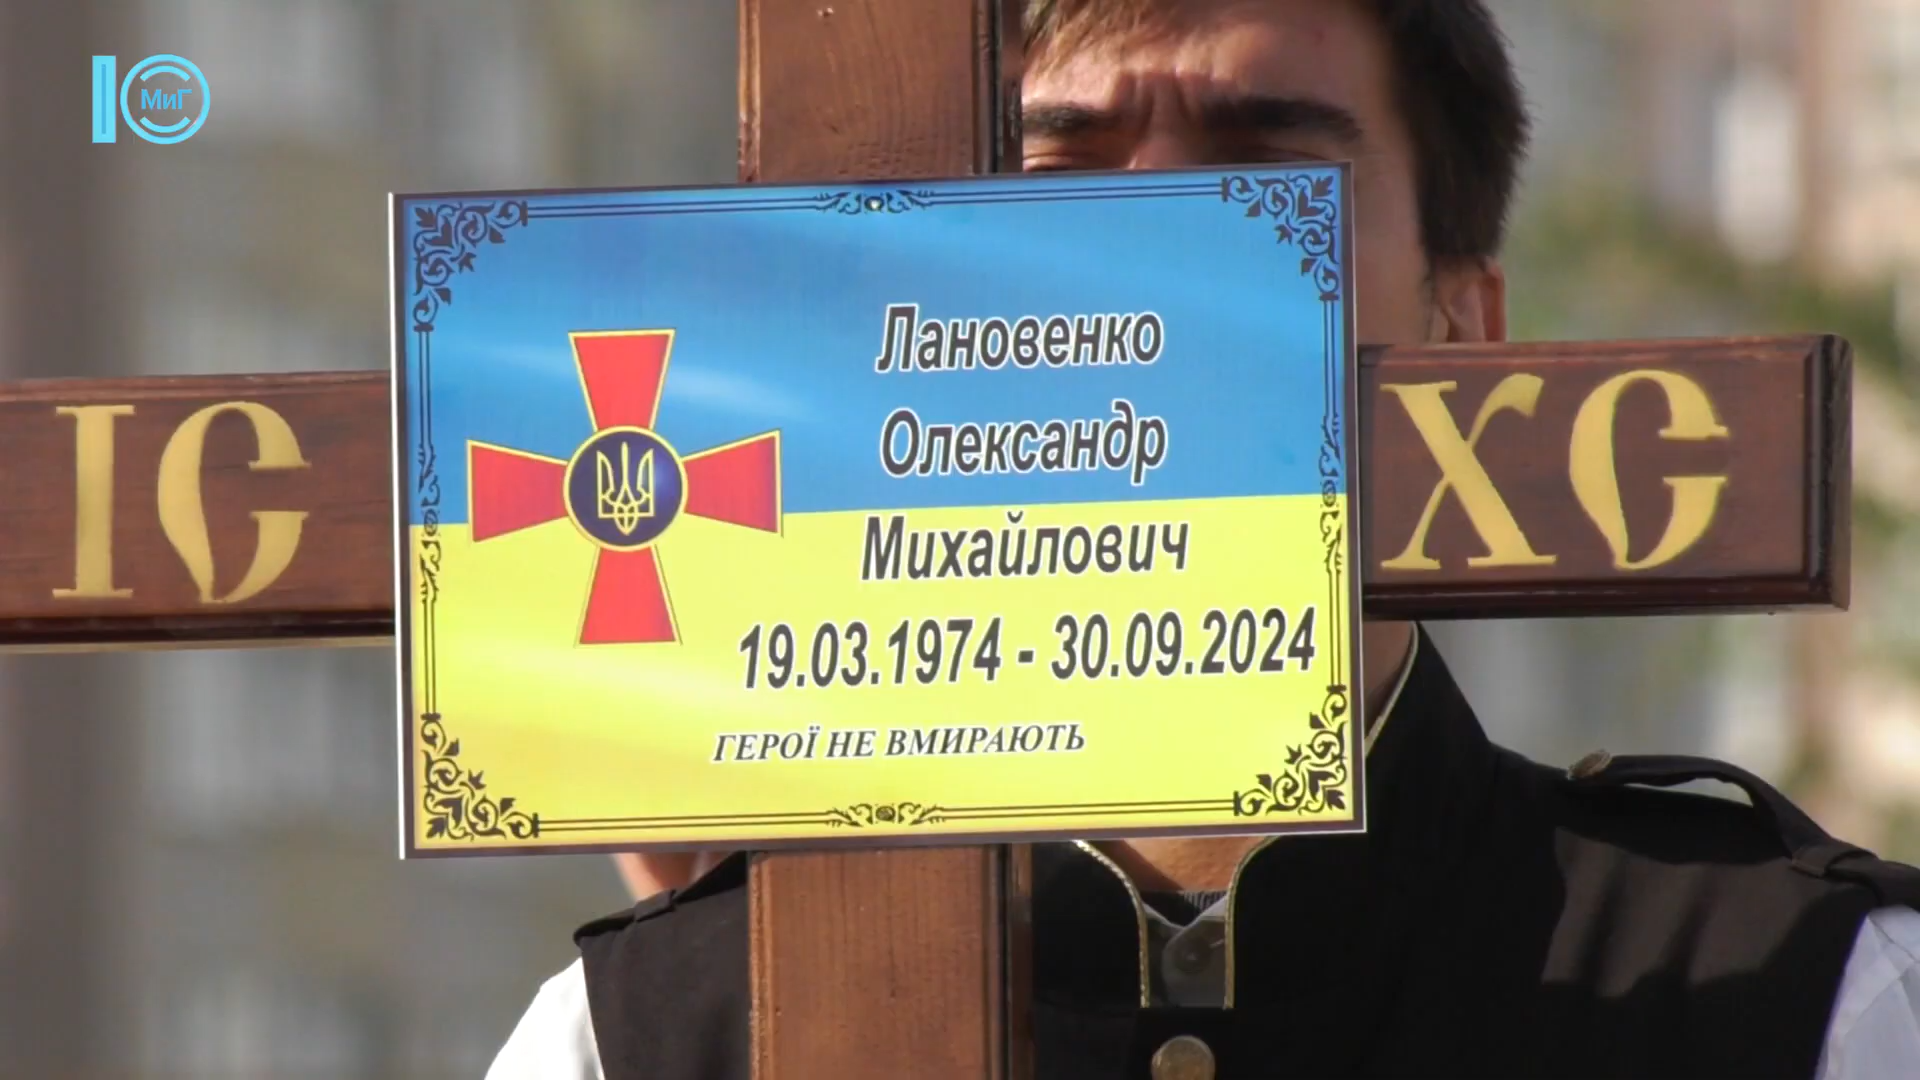 МиГ
Лановенко
Олександр
Михайлович
19.03.1974 - 30.09.2024
ГЕРОЇ НЕ ВМИРАЮТЬ
ІС ХС